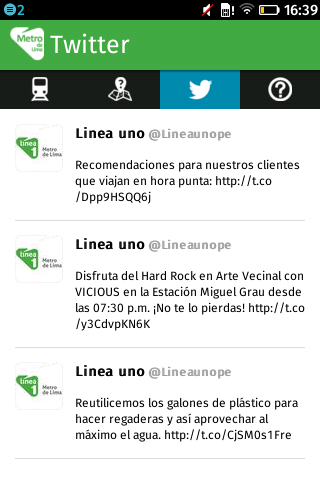 2
16:39
Metro
de Lima
Twitter
Linea uno @Lineaunope
Recomendaciones para nuestros clientes
que viajan en hora punta: http://t.co
/Dpp9HSQQ6j
línea
1
Metro
de Lima
Linea uno @Lineaunope
Disfruta del Hard Rock en Arte Vecinal con
VICIOUS en la Estación Miguel Grau desde
las 07:30 p.m. ¡No te lo pierdas! http://t.co
/y3CdvpKN6K
línea
1
Metro
de Lima
Linea uno @Lineaunope
Reutilicemos los galones de plástico para
hacer regaderas y así aprovechar al
máximo el agua. http://t.co/CjSM0s1Fre
línea
1
Metro
de Lima